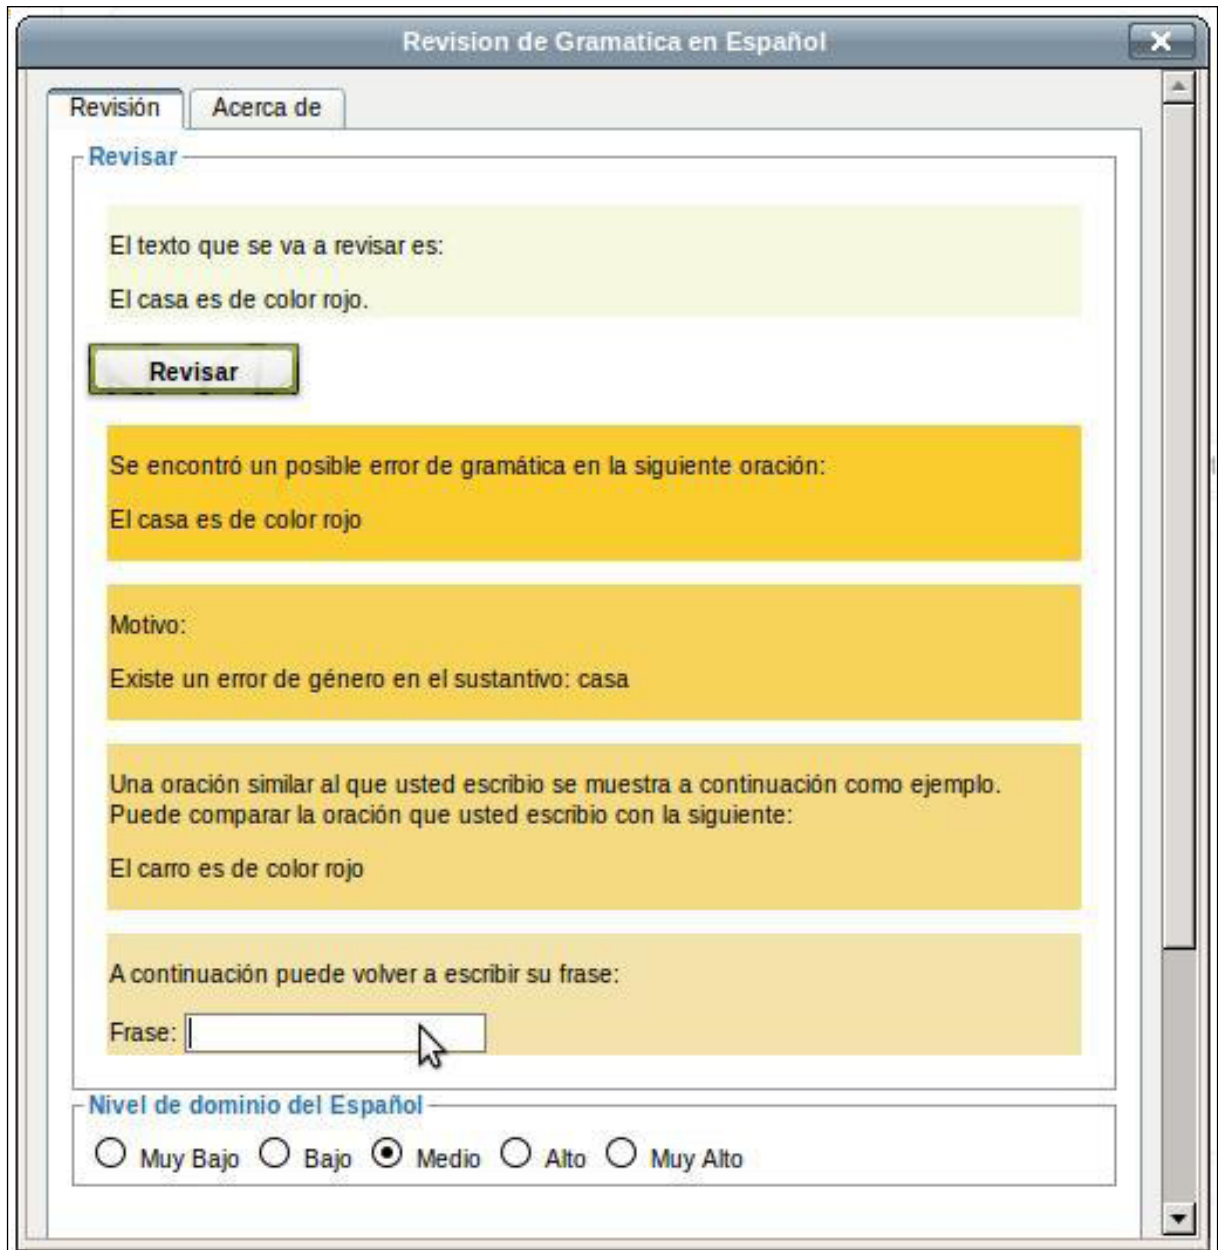 Revision de Gramatica en Español
Revisión
Acerca de
Revisar
El texto que se va a revisar es:
El casa es de color rojo.
Revisar
Se encontró un posible error de gramática en la siguiente oración:
El casa es de color rojo
Motivo:
Existe un error de género en el sustantivo: casa
Una oración similar al que usted escribio se muestra a continuación como ejemplo.
Puede comparar la oración que usted escribio con la siguiente:
El carro es de color rojo
A continuación puede volver a escribir su frase:
Frase:
Nivel de dominio del Español
Muy Bajo Bajo Medio Alto Muy Alto